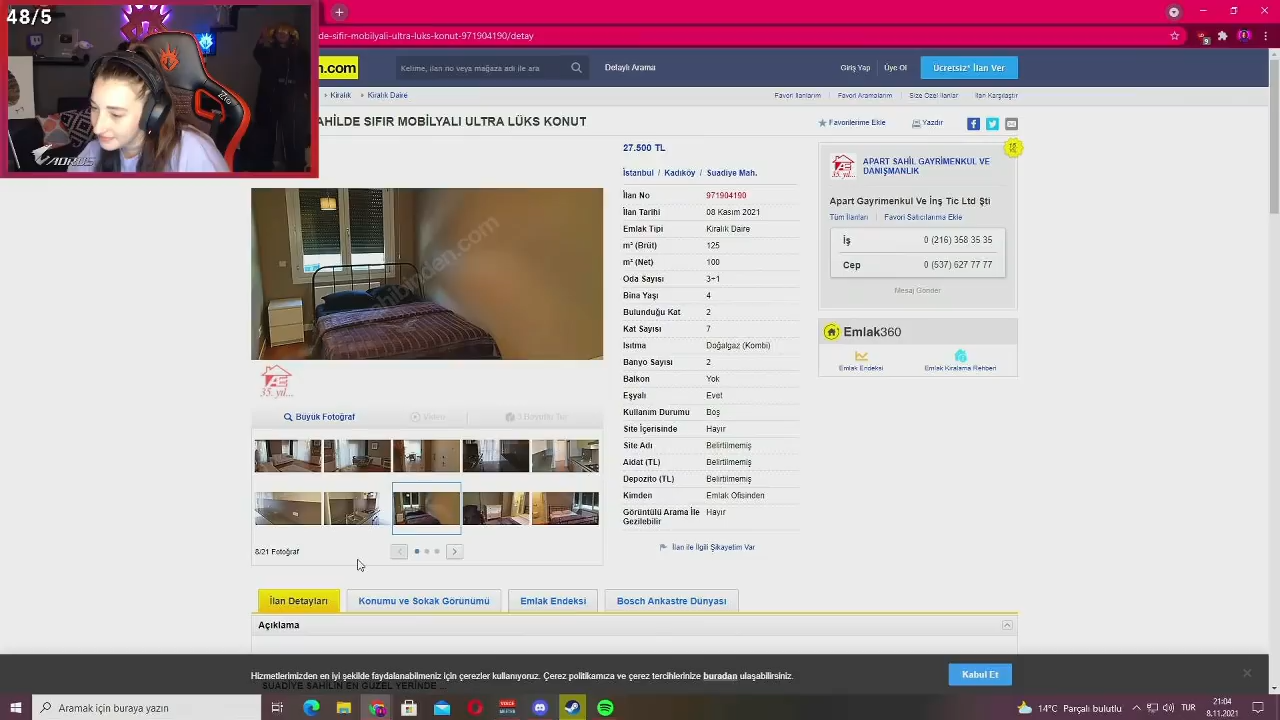 48/5
de-sifir-mobilyali-ultra-lüks-konut-971904190/detay
n.com
Kelime, ilan no veya mağaza adı ile ara
Detaylı Arama
Giriş Yap
Üye Ol
Ücretsiz* İlan Ver
Kiralık
Kiralık Daire
Favori İlanlarım
Favori Aramalarım
Size Özel İlanlar
İlan Karşılaştır
AHİLDE SIFIR MOBİLYALI ULTRA LÜKS KONUT
Favorilerime Ekle
Yazdır
27.500 TL
İstanbul / Kadıköy / Suadiye Mah.
İlan No 971904190
İlan Tarihi 08 Kasım 2021
Emlak Tipi Kiralık Daire
m² (Brüt) 125
m² (Net) 100
Oda Sayısı 3+1
Bina Yaşı 4
Bulunduğu Kat 2
Kat Sayısı 7
Isıtma Doğalgaz (Kombi)
Banyo Sayısı 2
Balkon Yok
Eşyalı Evet
Kullanım Durumu Boş
Site İçerisinde Hayır
Site Adı Belirtilmemiş
Aidat (TL) Belirtilmemiş
Depozito (TL) Belirtilmemiş
Kimden Emlak Ofisinden
Görüntülü Arama İle Gezilebilir Hayır
İlan ile İlgili Şikayetim Var
35. yıl...
APART SAHİL GAYRİMENKUL VE
DANIŞMANLIK
Apart Gayrimenkul Ve İnş Tic Ltd Şti
Tüm İlanları
Favori Satıcılarıma Ekle
İş 0 (216) 358 35 35
Cep 0 (537) 627 77 77
Mesaj Gönder
Emlak360
Emlak Endeksi
Emlak Kiralama Rehberi
35. yıl...
Büyük Fotoğraf
Video
3 Boyutlu Tur
8/21 Fotoğraf
İlan Detayları
Konumu ve Sokak Görünümü
Emlak Endeksi
Bosch Ankastre Dünyası
Açıklama
Hizmetlerimizden en iyi şekilde faydalanabilmeniz için çerezler kullanıyoruz. Çerez politikamıza ve çerez tercihlerinize buradan ulaşabilirsiniz.
Kabul Et
SUADİYE SAHİLİN EN GÜZEL YERİNDE ...
Aramak için buraya yazın
14°C Parçalı bulutlu
TUR
21:04
8.11.2021
AORUS